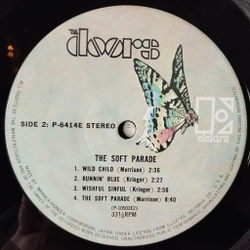 THE
doors
SIDE 2: P-6414E STEREO
elektra
THE SOFT PARADE
1. WILD CHILD (Morrison) 2:36
2. RUNNIN' BLUE (Krieger) 2:27
3. WISHFUL SINFUL (Krieger) 2:56
4. THE SOFT PARADE (Morrison) 8:40
(P-1050322)
33⅓RPM